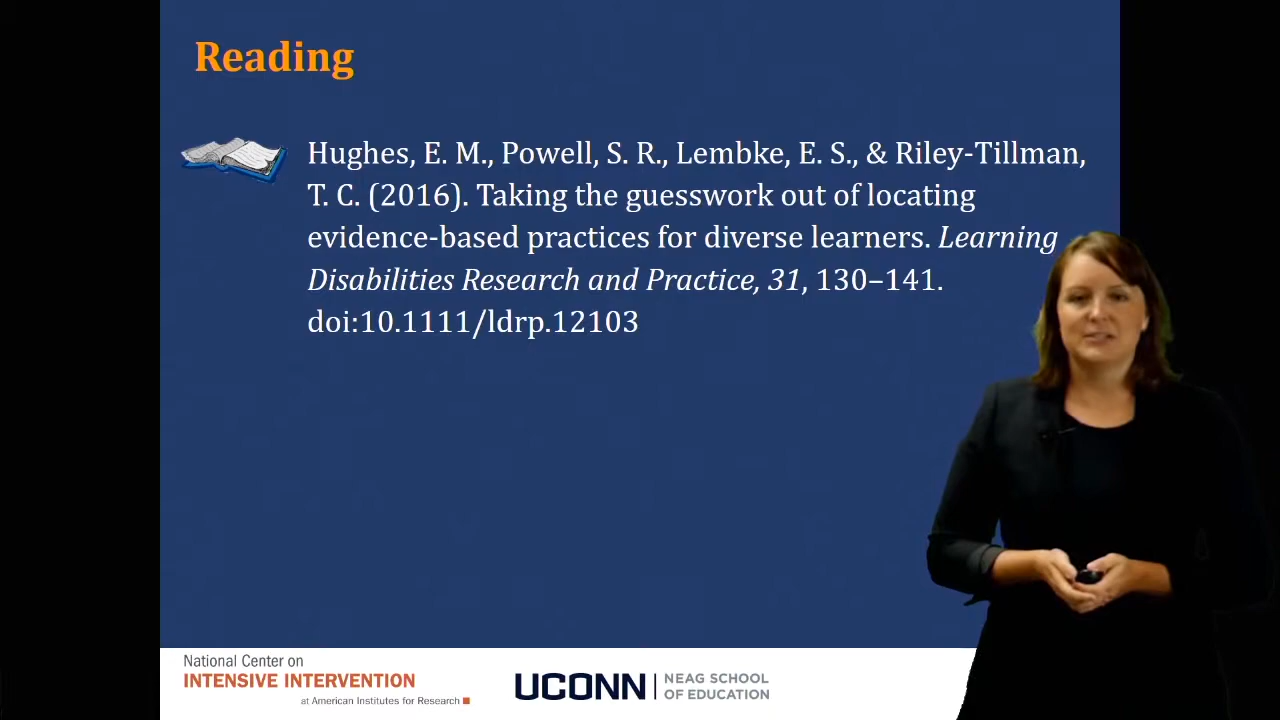 Reading
Hughes, E. M., Powell, S. R., Lembke, E. S., & Riley-Tillman,
T. C. (2016). Taking the guesswork out of locating
evidence-based practices for diverse learners. Learning
Disabilities Research and Practice, 31, 130–141.
doi:10.1111/ldrp.12103
National Center on
INTENSIVE INTERVENTION
at American Institutes for Research
UCONN
NEAG SCHOOL
OF EDUCATION